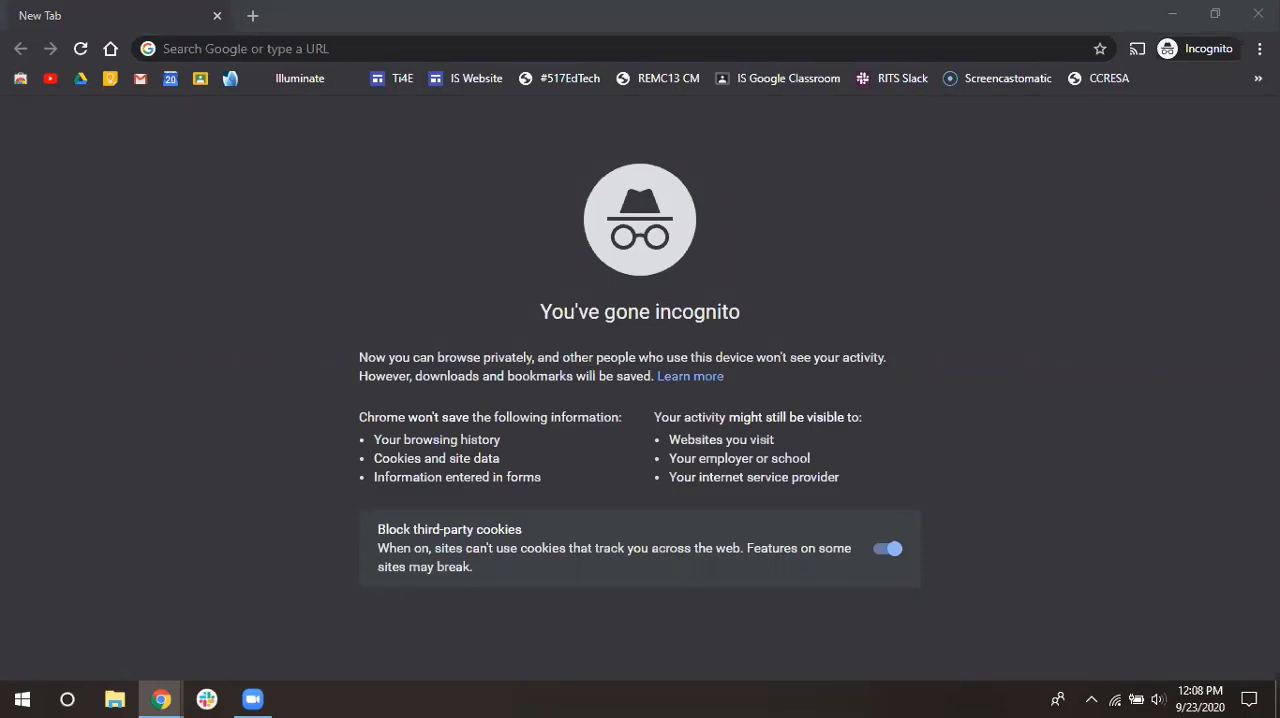 New Tab
Search Google or type a URL
Incognito
20
Illuminate Ti4E IS Website #517EdTech REMC13 CM IS Google Classroom RITS Slack Screencastomatic CCRESA
You've gone incognito
Now you can browse privately, and other people who use this device won't see your activity.
However, downloads and bookmarks will be saved. Learn more
Chrome won't save the following information:
Your browsing history
Cookies and site data
Information entered in forms
Your activity might still be visible to:
Websites you visit
Your employer or school
Your internet service provider
Block third-party cookies
When on, sites can't use cookies that track you across the web. Features on some
sites may break.
12:08 PM
9/23/2020